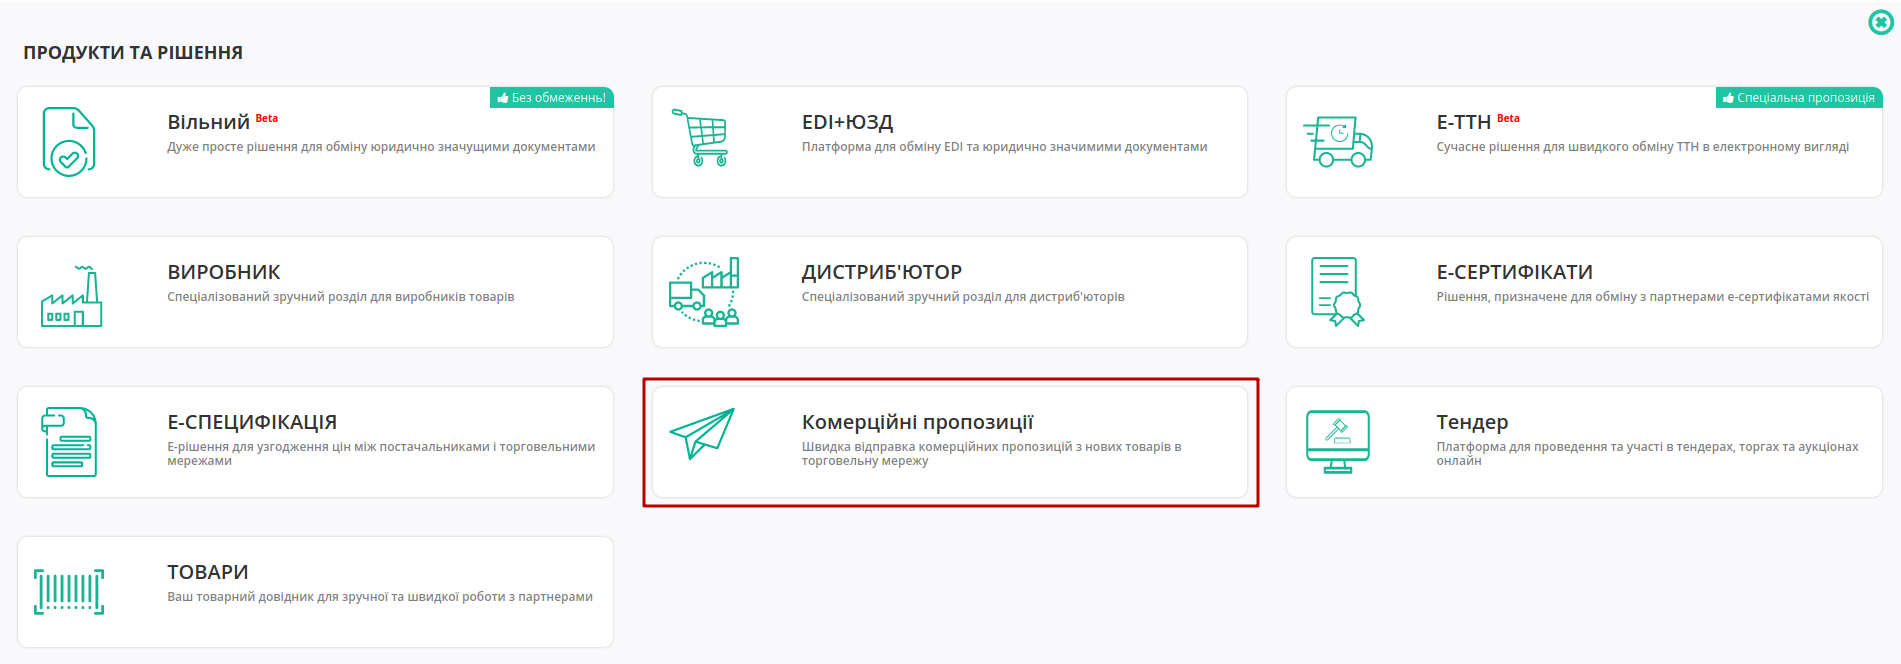 ПРОДУКТИ ТА РІШЕННЯ
Без обмеженнь!
Вільний Beta
Дуже просте рішення для обміну юридично значущими документами
EDI+ЮЗД
Платформа для обміну EDI та юридично значимими документами
Спеціальна пропозиція
Е-ТТН Beta
Сучасне рішення для швидкого обміну ТТН в електронному вигляді
ВИРОБНИК
Спеціалізований зручний розділ для виробників товарів
ДИСТРИБ'ЮТОР
Спеціалізований зручний розділ для дистриб'юторів
Е-СЕРТИФІКАТИ
Рішення, призначене для обміну з партнерами е-сертифікатами якості
Е-СПЕЦИФІКАЦІЯ
Е-рішення для узгодження цін між постачальниками і торговельними
мережами
Комерційні пропозиції
Швидка відправка комерційних пропозицій з нових товарів в
торговельну мережу
Тендер
Платформа для проведення та участі в тендерах, торгах та аукціонах
онлайн
ТОВАРИ
Ваш товарний довідник для зручної та швидкої роботи з партнерами